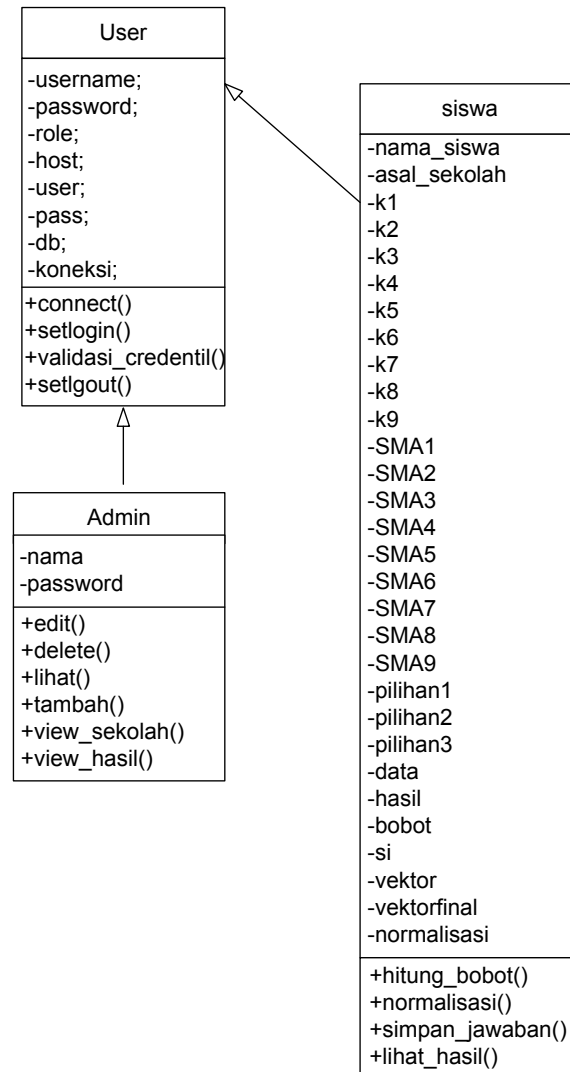 User
-username;
-password;
-role;
-host;
-user;
-pass;
-db;
-koneksi;
+connect()
+setlogin()
+validasi_credentil()
+setlgout()
Admin
-nama
-password
+edit()
+delete()
+lihat()
+tambah()
+view_sekolah()
+view_hasil()
siswa
-nama_siswa
-asal_sekolah
-k1
-k2
-k3
-k4
-k5
-k6
-k7
-k8
-k9
-SMA1
-SMA2
-SMA3
-SMA4
-SMA5
-SMA6
-SMA7
-SMA8
-SMA9
-pilihan1
-pilihan2
-pilihan3
-data
-hasil
-bobot
-si
-vektor
-vektorfinal
-normalisasi
+hitung_bobot()
+normalisasi()
+simpan_jawaban()
+lihat_hasil()